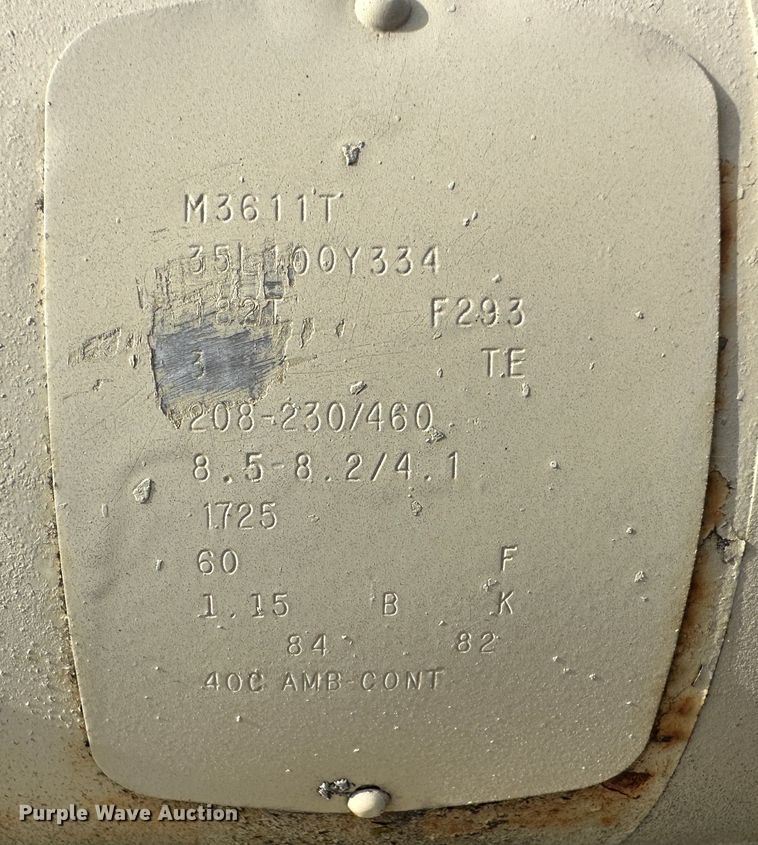 M3611T
35L100Y334
182T F293
3 TE
208-230/460
8.5-8.2/4.1
1725
60 F
1.15 B K
84 82
40C AMB-CONT
Purple Wave Auction